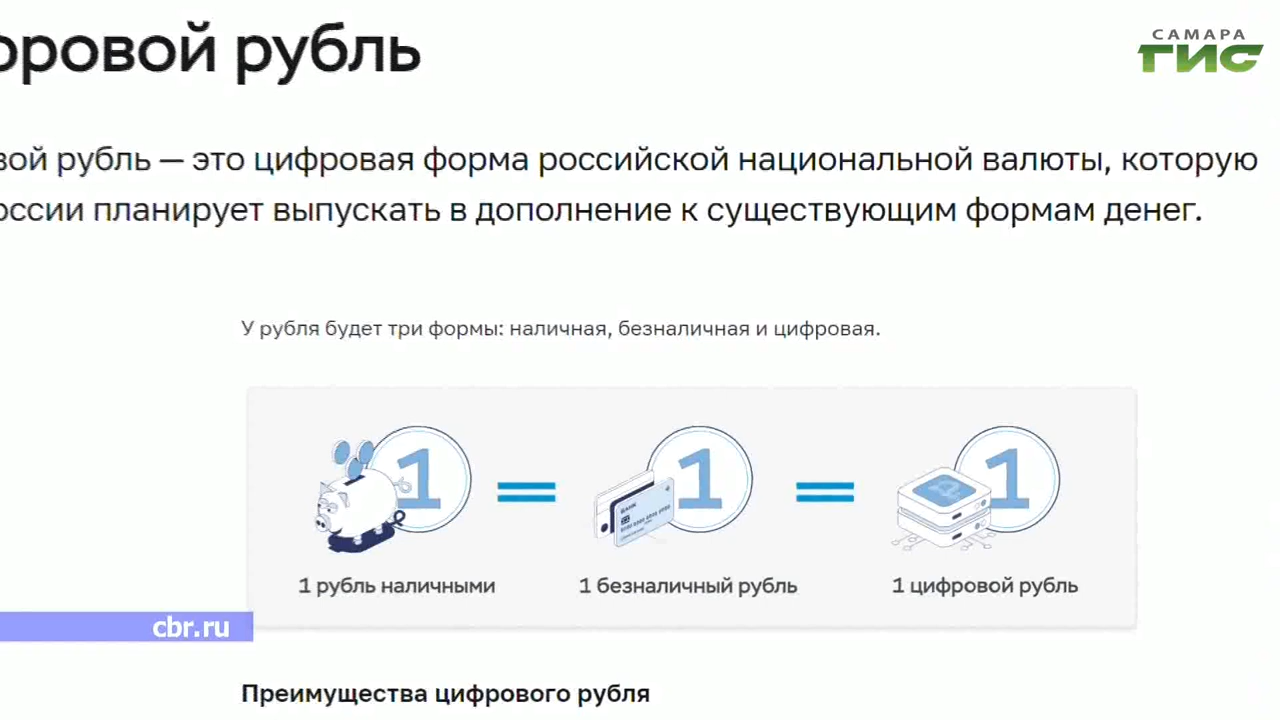 оровой рубль
САМАРА
ГИС
вой рубль — это цифровая форма российской национальной валюты, которую
оссии планирует выпускать в дополнение к существующим формам денег.
У рубля будет три формы: наличная, безналичная и цифровая.
1 = 1 = 1
BANK
1 рубль наличными
1 безналичный рубль
1 цифровой рубль
cbr.ru
Преимущества цифрового рубля